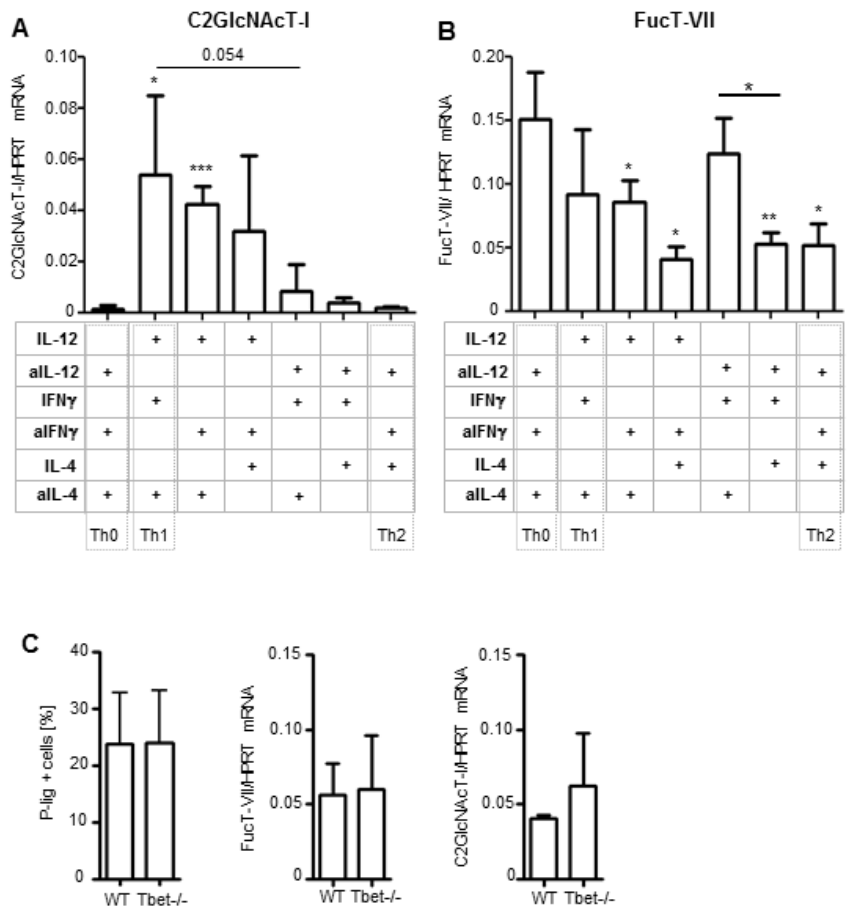 A
C2GlcNAcT-I
C2GlcNAcT-I/HPRT mRNA
0.10
0.08
0.06
0.04
0.02
0
*
0.054
***
IL-12 + + +
aIL-12 + + + +
IFNγ + + +
aIFNγ + + + +
IL-4 + + +
aIL-4 + + + +
Th0 Th1 Th2
B
FucT-VII
FucT-VII/ HPRT mRNA
0.20
0.15
0.10
0.05
0
*
*
*
**
*
IL-12 + + +
aIL-12 + + + +
IFNγ + + +
aIFNγ + + + +
IL-4 + + +
aIL-4 + + + +
Th0 Th1 Th2
C
P-lig + cells [%]
40
30
20
10
0
WT Tbet-/-
FucT-VII/HPRT mRNA
0.15
0.10
0.05
0
WT Tbet-/-
C2GlcNAcT-I/HPRT mRNA
0.15
0.10
0.05
0
WT Tbet-/-